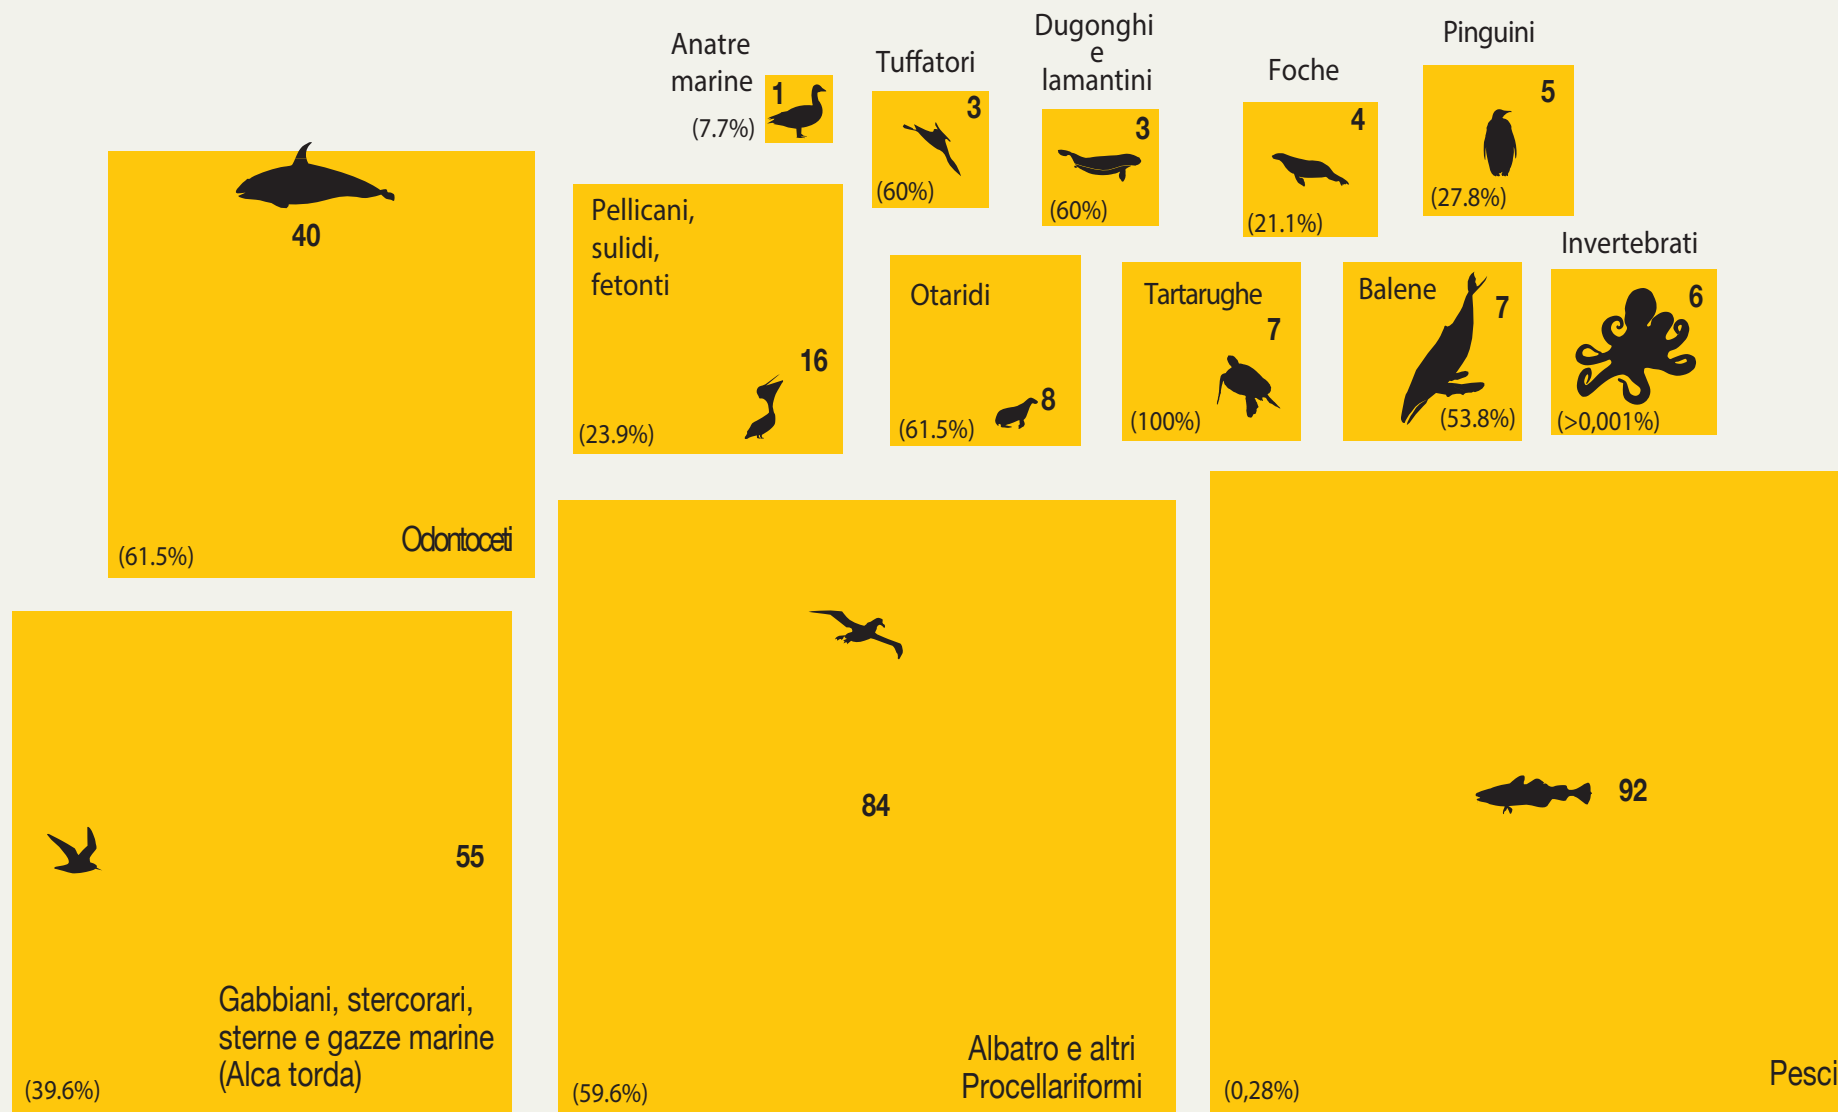 Anatre
marine
(7.7%)
1
Tuffatori
3
(60%)
Dugonghi
e
lamantini
3
(60%)
Foche
4
(21.1%)
Pinguini
5
(27.8%)
40
(61.5%)
Odontoceti
Pellicani,
sulidi,
fetonti
16
(23.9%)
Otaridi
8
(61.5%)
Tartarughe
7
(100%)
Balene
7
(53.8%)
Invertebrati
6
(>0,001%)
55
Gabbiani, stercorari,
sterne e gazze marine
(Alca torda)
(39.6%)
84
Albatro e altri
Procellariformi
(59.6%)
92
Pesci
(0,28%)